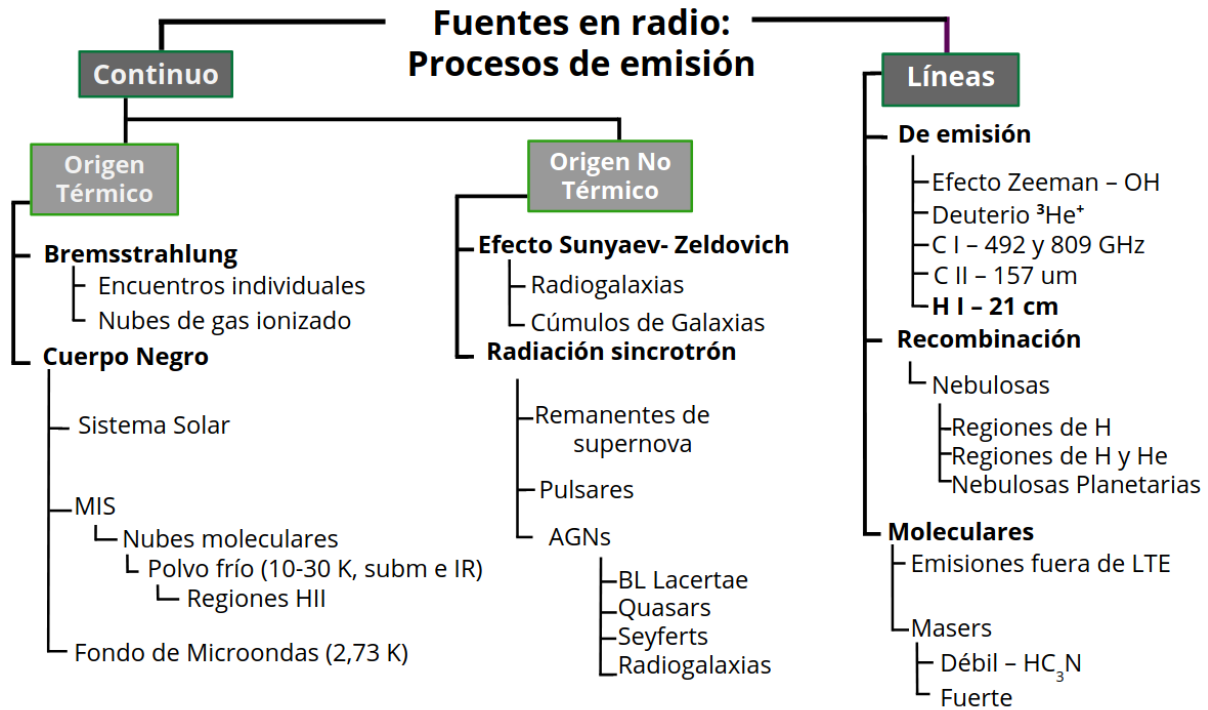 Fuentes en radio:
Procesos de emisión
Continuo
Origen
Térmico
Bremsstrahlung
Encuentros individuales
Nubes de gas ionizado
Cuerpo Negro
Sistema Solar
MIS
Nubes moleculares
Polvo frío (10-30 K, subm e IR)
Regiones HII
Fondo de Microondas (2,73 K)
Origen No
Térmico
Efecto Sunyaev- Zeldovich
Radiogalaxias
Cúmulos de Galaxias
Radiación sincrotrón
Remanentes de
supernova
Pulsares
AGNs
BL Lacertae
Quasars
Seyferts
Radiogalaxias
Líneas
De emisión
Efecto Zeeman – OH
Deuterio ³He⁺
C I – 492 y 809 GHz
C II – 157 um
H I – 21 cm
Recombinación
Nebulosas
Regiones de H
Regiones de H y He
Nebulosas Planetarias
Moleculares
Emisiones fuera de LTE
Masers
Débil – HC₃N
Fuerte